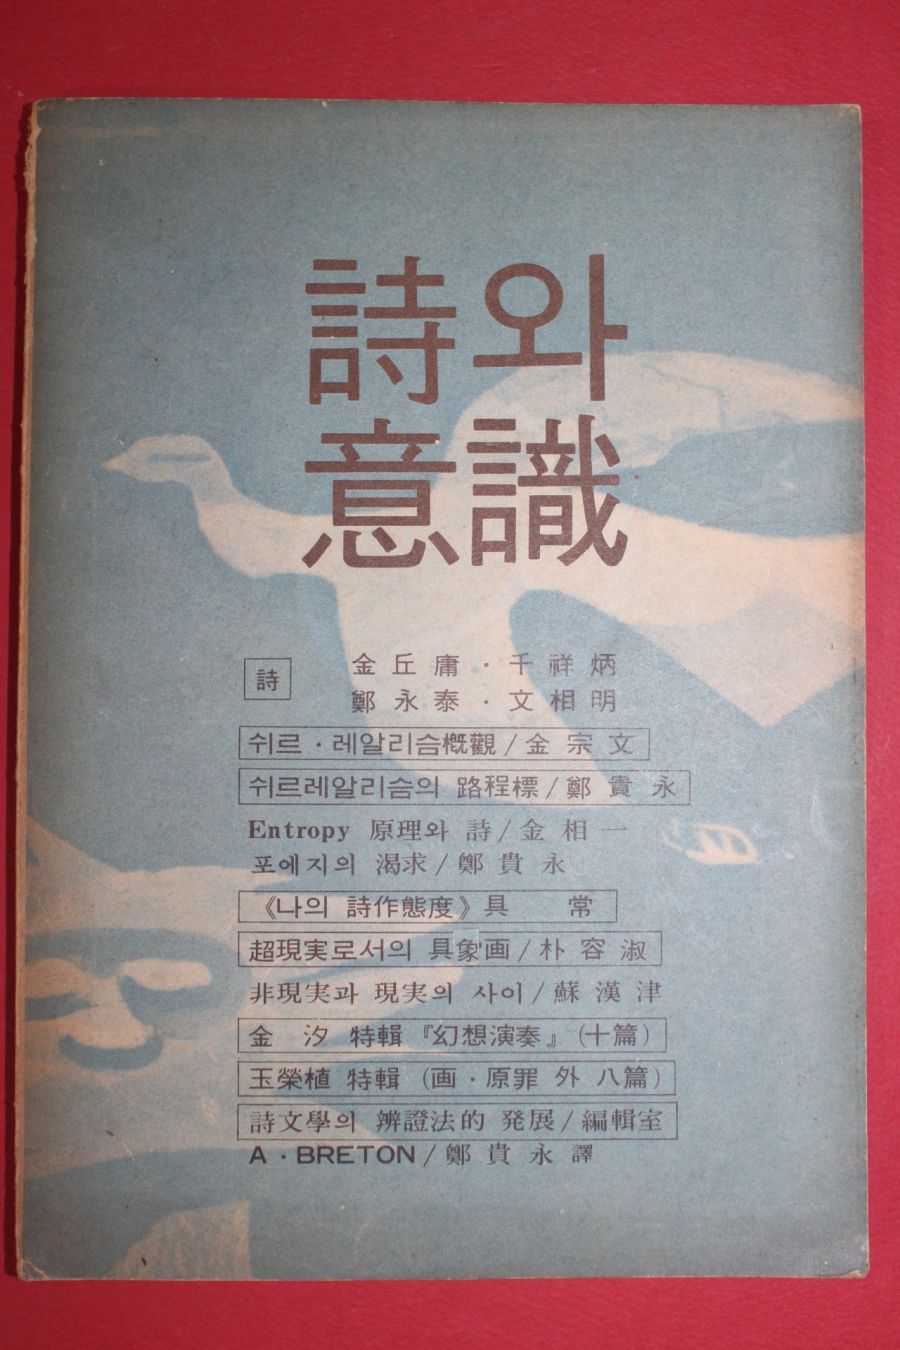 詩와
意識
詩
金丘庸·千祥炳
鄭永泰·文相明
쉬르·레알리슴槪觀/金宗文
쉬르레알리슴의 路程標/鄭貴永
Entropy 原理와 詩/金相一
포에지의 渴求/鄭貴永
《나의 詩作態度》具 常
超現実로서의 具象画/朴容淑
非現実과 現実의 사이/蘇漢津
金 汐 特輯『幻想演奏』(十篇)
玉榮植 特輯 (画·原罪 外 八篇)
詩文學의 辨證法的 発展/編輯室
A·BRETON/鄭貴永 譯